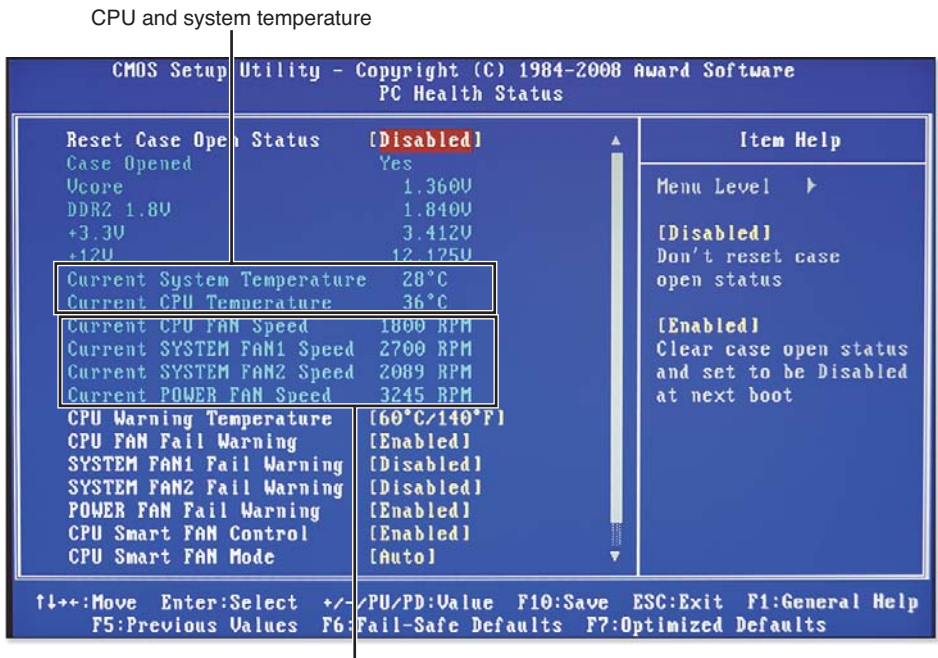 CPU and system temperature
CMOS Setup Utility - Copyright (C) 1984-2008 Award Software
PC Health Status
Reset Case Open Status [Disabled]
Case Opened Yes
Vcore 1.360V
DDR2 1.8V 1.840V
+3.3V 3.412V
+12V 12.175V
Current System Temperature 28°C
Current CPU Temperature 36°C
Current CPU FAN Speed 1800 RPM
Current SYSTEM FAN1 Speed 2700 RPM
Current SYSTEM FAN2 Speed 2089 RPM
Current POWER FAN Speed 3245 RPM
CPU Warning Temperature [60°C/140°F]
CPU FAN Fail Warning [Enabled]
SYSTEM FAN1 Fail Warning [Disabled]
SYSTEM FAN2 Fail Warning [Disabled]
POWER FAN Fail Warning [Enabled]
CPU Smart FAN Control [Enabled]
CPU Smart FAN Mode [Auto]
Item Help
Menu Level
[Disabled]
Don't reset case
open status
[Enabled]
Clear case open status
and set to be Disabled
at next boot
↑↓→←:Move Enter:Select +/-/PU/PD:Value F10:Save ESC:Exit F1:General Help
F5:Previous Values F6:Fail-Safe Defaults F7:Optimized Defaults